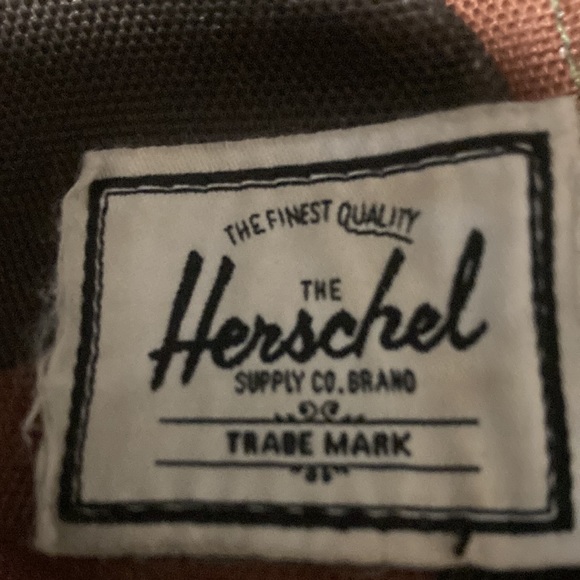 THE FINEST QUALITY
THE
Herschel
SUPPLY CO. BRAND
TRADE MARK